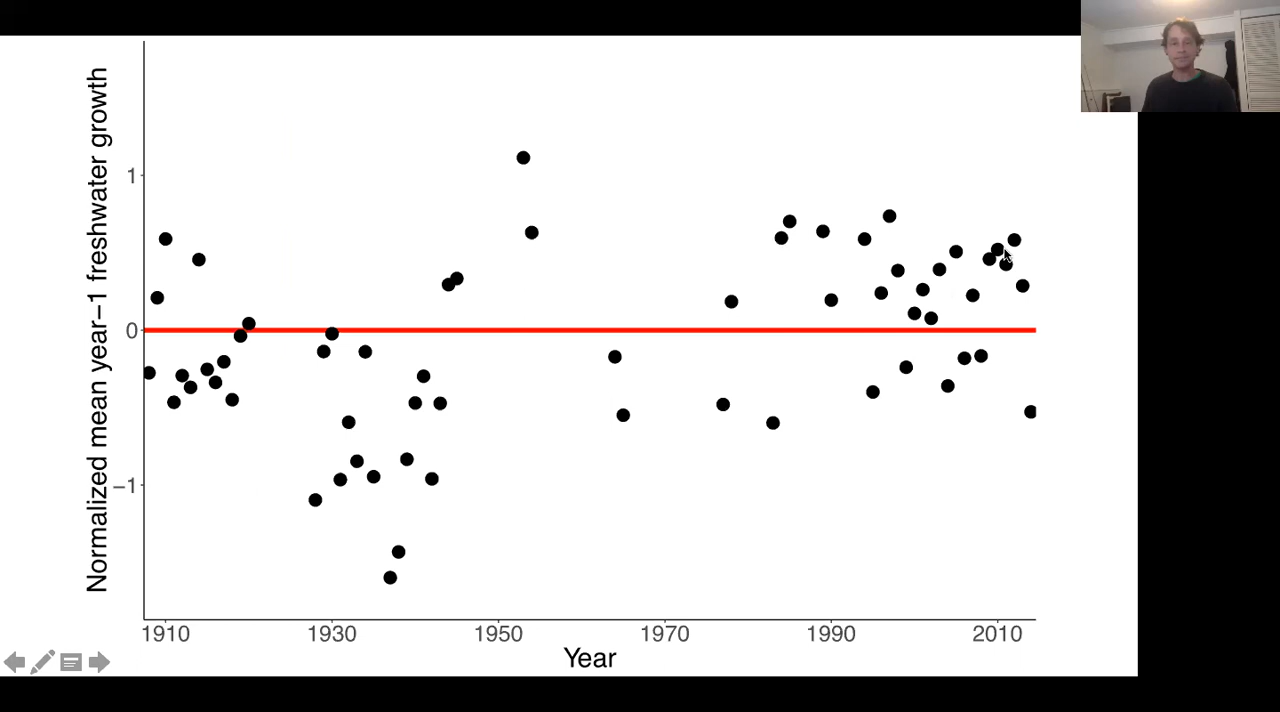 Normalized mean year−1 freshwater growth
1
0
−1
1910 1930 1950 1970 1990 2010
Year